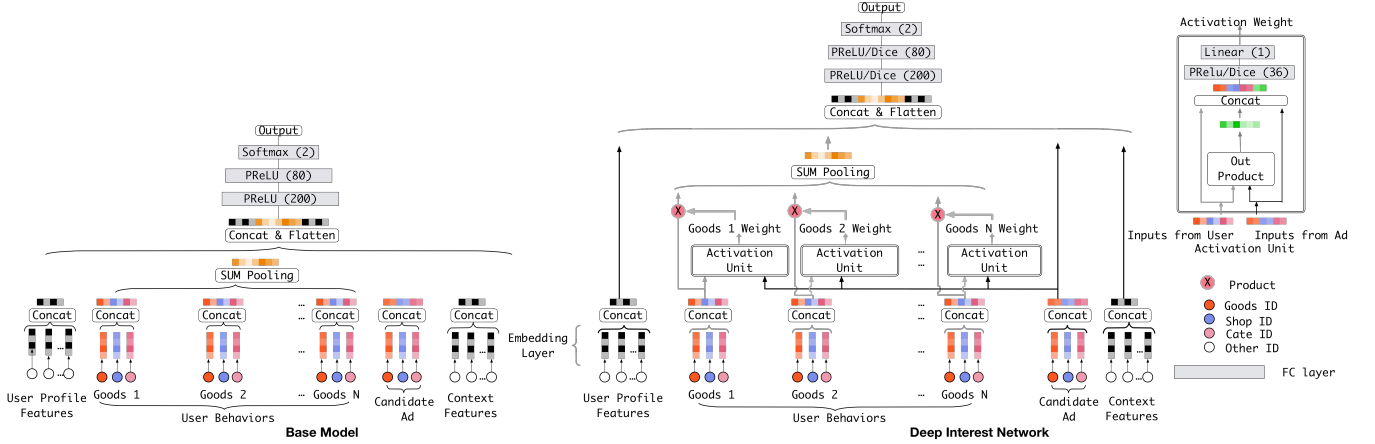 Output
Softmax (2)
PReLU (80)
PReLU (200)
Concat & Flatten
SUM Pooling
Concat
Concat
Concat
...
...
Concat
Concat
Concat
...
...
...
...
User Profile
Features
Goods 1
Goods 2
... Goods N
User Behaviors
Candidate
Ad
Context
Features
Base Model
Output
Softmax (2)
PReLU/Dice (80)
PReLU/Dice (200)
Concat & Flatten
SUM Pooling
X
X
X
Goods 1 Weight
Goods 2 Weight
Goods N Weight
Activation
Unit
Activation
Unit
...
...
Activation
Unit
Embedding
Layer
Concat
Concat
Concat
...
...
Concat
Concat
Concat
...
...
...
...
...
User Profile
Features
Goods 1
Goods 2
... Goods N
User Behaviors
Candidate
Ad
Context
Features
Deep Interest Network
Activation Weight
Linear (1)
PRelu/Dice (36)
Concat
Out
Product
Inputs from User
Inputs from Ad
Activation Unit
X Product
Goods ID
Shop ID
Cate ID
Other ID
FC layer